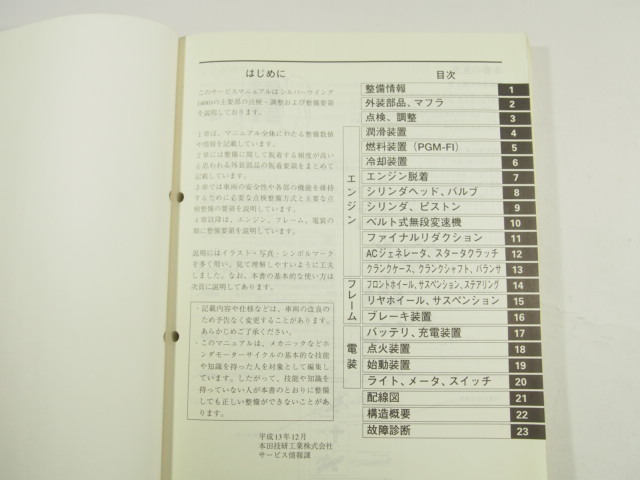 はじめに
このサービスマニュアルはシルバーウイング
(400)の主要部の点検・調整および整備要領
を説明しております。
1章は、マニュアル全体にわたる整備数値
や情報を記載しています。
2章には整備に関して脱着する頻度が高い
と思われる外装部品の脱着要領をまとめて
記載しています。
3章では車両の安全性や各部の機能を維持
するために必要な点検整備方式と主要な点
検整備の要領を説明しています。
4章以降は、エンジン、フレーム、電装の
順に整備要領を説明しています。
説明にはイラスト・写真・シンボルマーク
を多く用い、見て理解しやすいように工夫
しました。なお、本書の基本的な使い方は
次頁に説明してあります。
・記載内容や仕様などは、車両の改良の
ため予告なく変更することがあります。
あらかじめご了承ください。
・このマニュアルは、メカニックなどホ
ンダモーターサイクルの基本的な技能
や知識を持った人を対象として編集し
ています。したがって、技能や知識を
持っていない人が本書のとおりに整備
しても正しい整備ができないことがあ
ります。
平成13年12月
本田技研工業株式会社
サービス情報課
目次
整備情報 1
外装部品、マフラ 2
点検、調整 3
エンジン
潤滑装置 4
燃料装置（PGM-FI） 5
冷却装置 6
エンジン脱着 7
シリンダヘッド、バルブ 8
シリンダ、ピストン 9
ベルト式無段変速機 10
ファイナルリダクション 11
ACジェネレータ、スタータクラッチ 12
クランクケース、クランクシャフト、バランサ 13
フレーム
フロントホイール、サスペンション、ステアリング 14
リヤホイール、サスペンション 15
ブレーキ装置 16
電装
バッテリ、充電装置 17
点火装置 18
始動装置 19
ライト、メータ、スイッチ 20
配線図 21
構造概要 22
故障診断 23